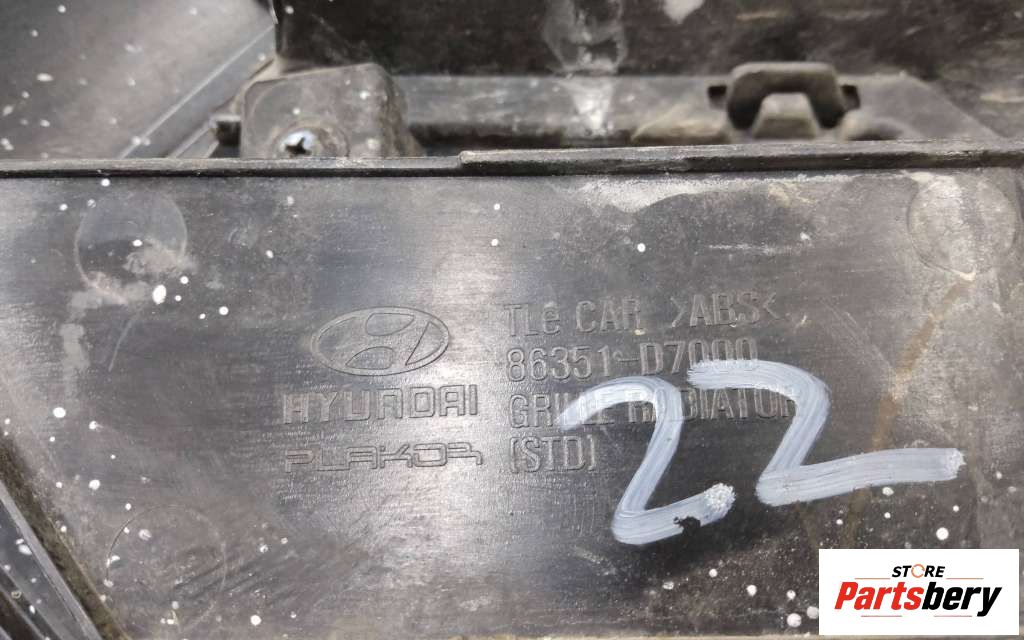 TLe CAR >ABS<
86351-D7000
HYUNDAI
GRILLE RADIATOR
PLAKOR
(STD)
22
STORE
Partsbery